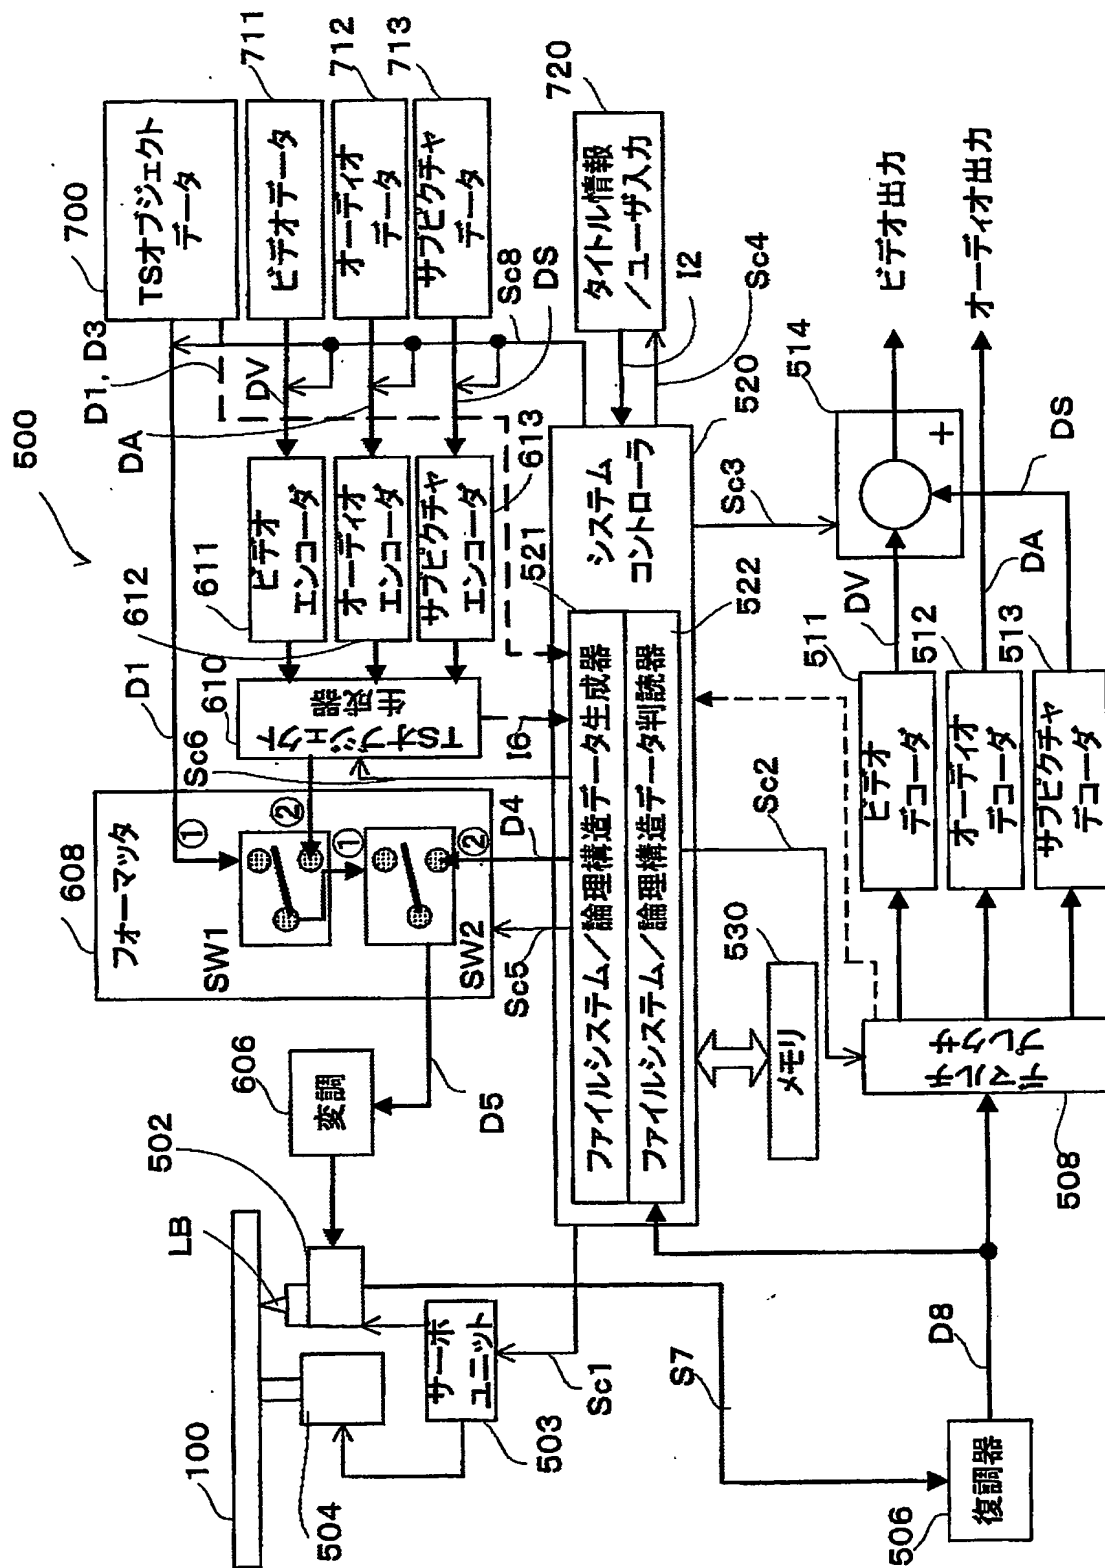 500
100
504
LB
502
サーボ
ユニット
503
Sc1
606
変調
D5
608
フォーマッタ
①
②
SW1
①
②
SW2
Sc5
D4
D1
Sc6
610
TSオブジェクト
生成器
I6
612
611
ビデオ
エンコーダ
オーディオ
エンコーダ
サブピクチャ
エンコーダ
613
D1, D3
DV
DA
DS
Sc8
700
TSオブジェクト
データ
711
ビデオデータ
712
オーディオ
データ
713
サブピクチャ
データ
720
タイトル情報
/ユーザ入力
I2
Sc4
520
システム
コントローラ
521
ファイルシステム/論理構造データ生成器
ファイルシステム/論理構造データ判読器
522
530
メモリ
Sc2
Sc3
S7
506
復調器
D8
508
デマルチ
プレクサ
511
ビデオ
デコーダ
512
オーディオ
デコーダ
513
サブピクチャ
デコーダ
DV
DA
DS
514
+
ビデオ出力
オーディオ出力